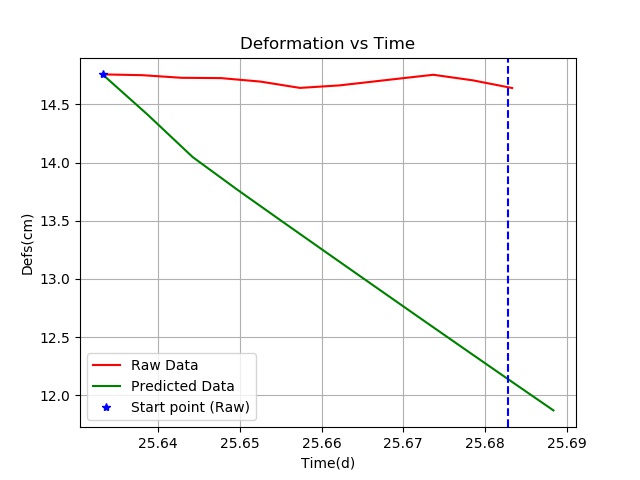 Deformation vs Time
Defs(cm)
14.5
14.0
13.5
13.0
12.5
12.0
Raw Data
Predicted Data
Start point (Raw)
25.64 25.65 25.66 25.67 25.68 25.69
Time(d)